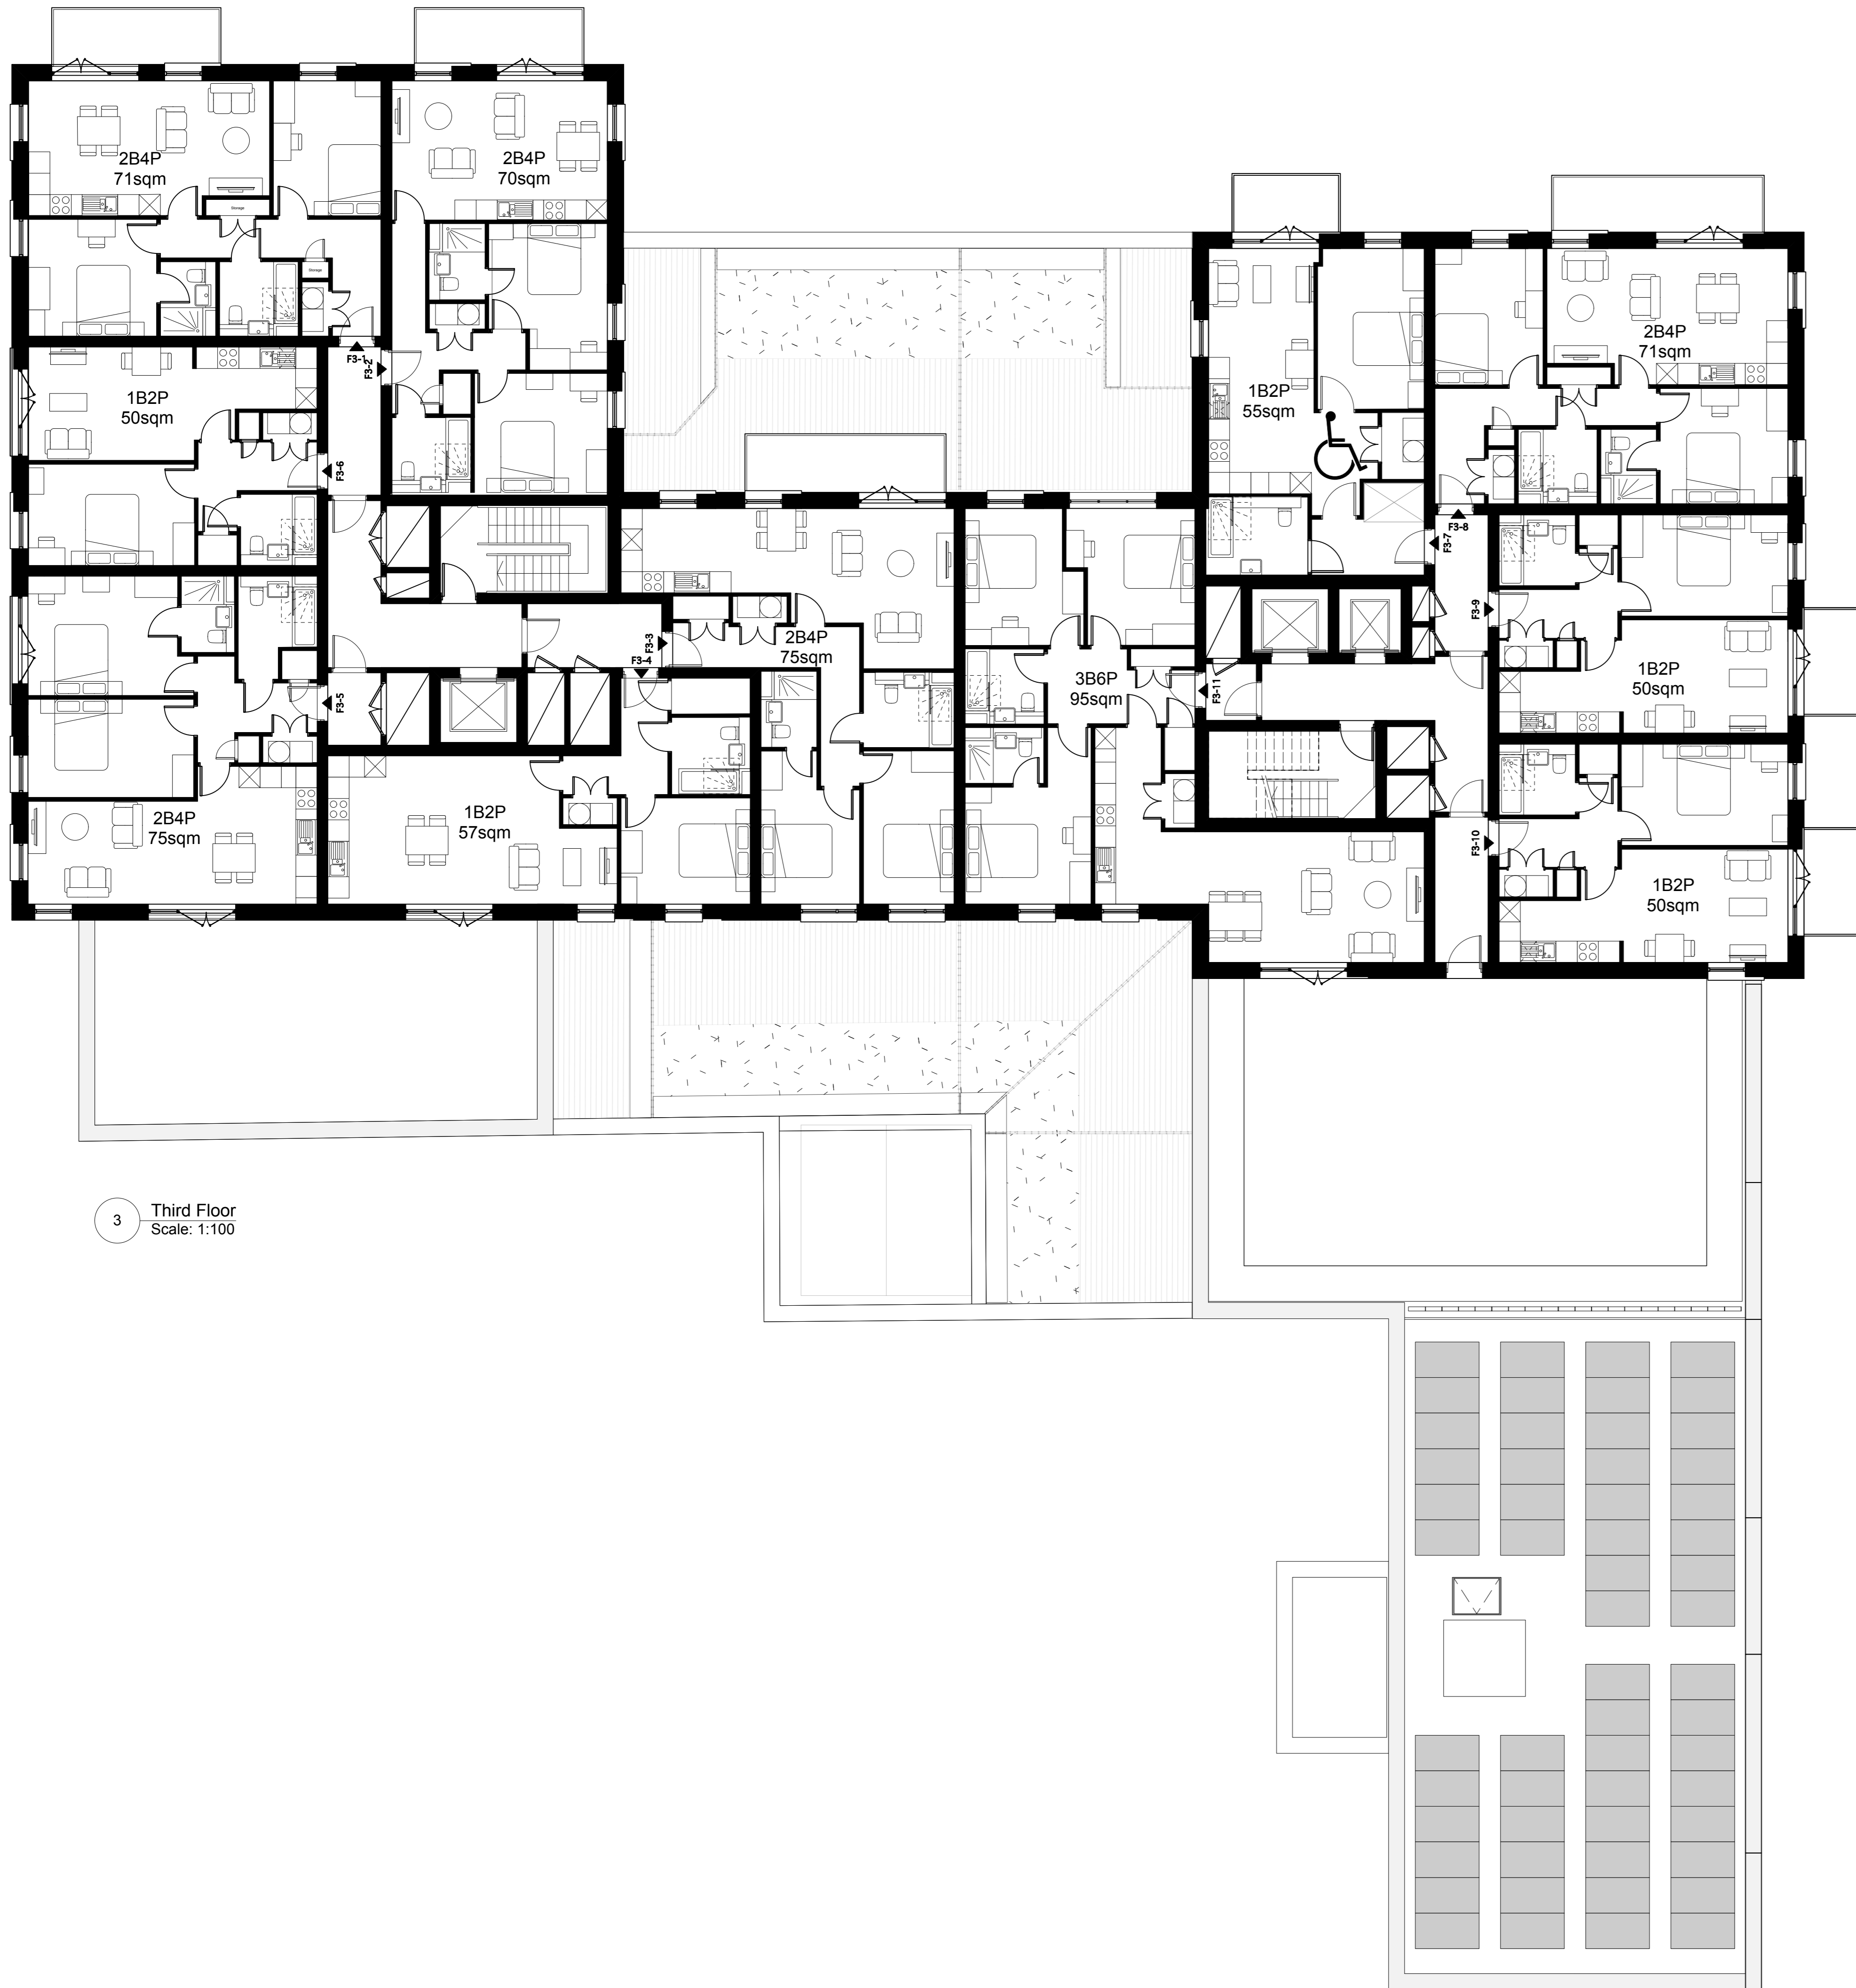 2B4P
71sqm
Storage
Storage
2B4P
70sqm
F3-1
F3-2
1B2P
50sqm
F3-6
1B2P
55sqm
2B4P
71sqm
F3-8
F3-7
F3-9
F3-3
F3-4
2B4P
75sqm
F3-5
3B6P
95sqm
F3-11
1B2P
50sqm
2B4P
75sqm
1B2P
57sqm
F3-10
1B2P
50sqm
3
Third Floor
Scale: 1:100